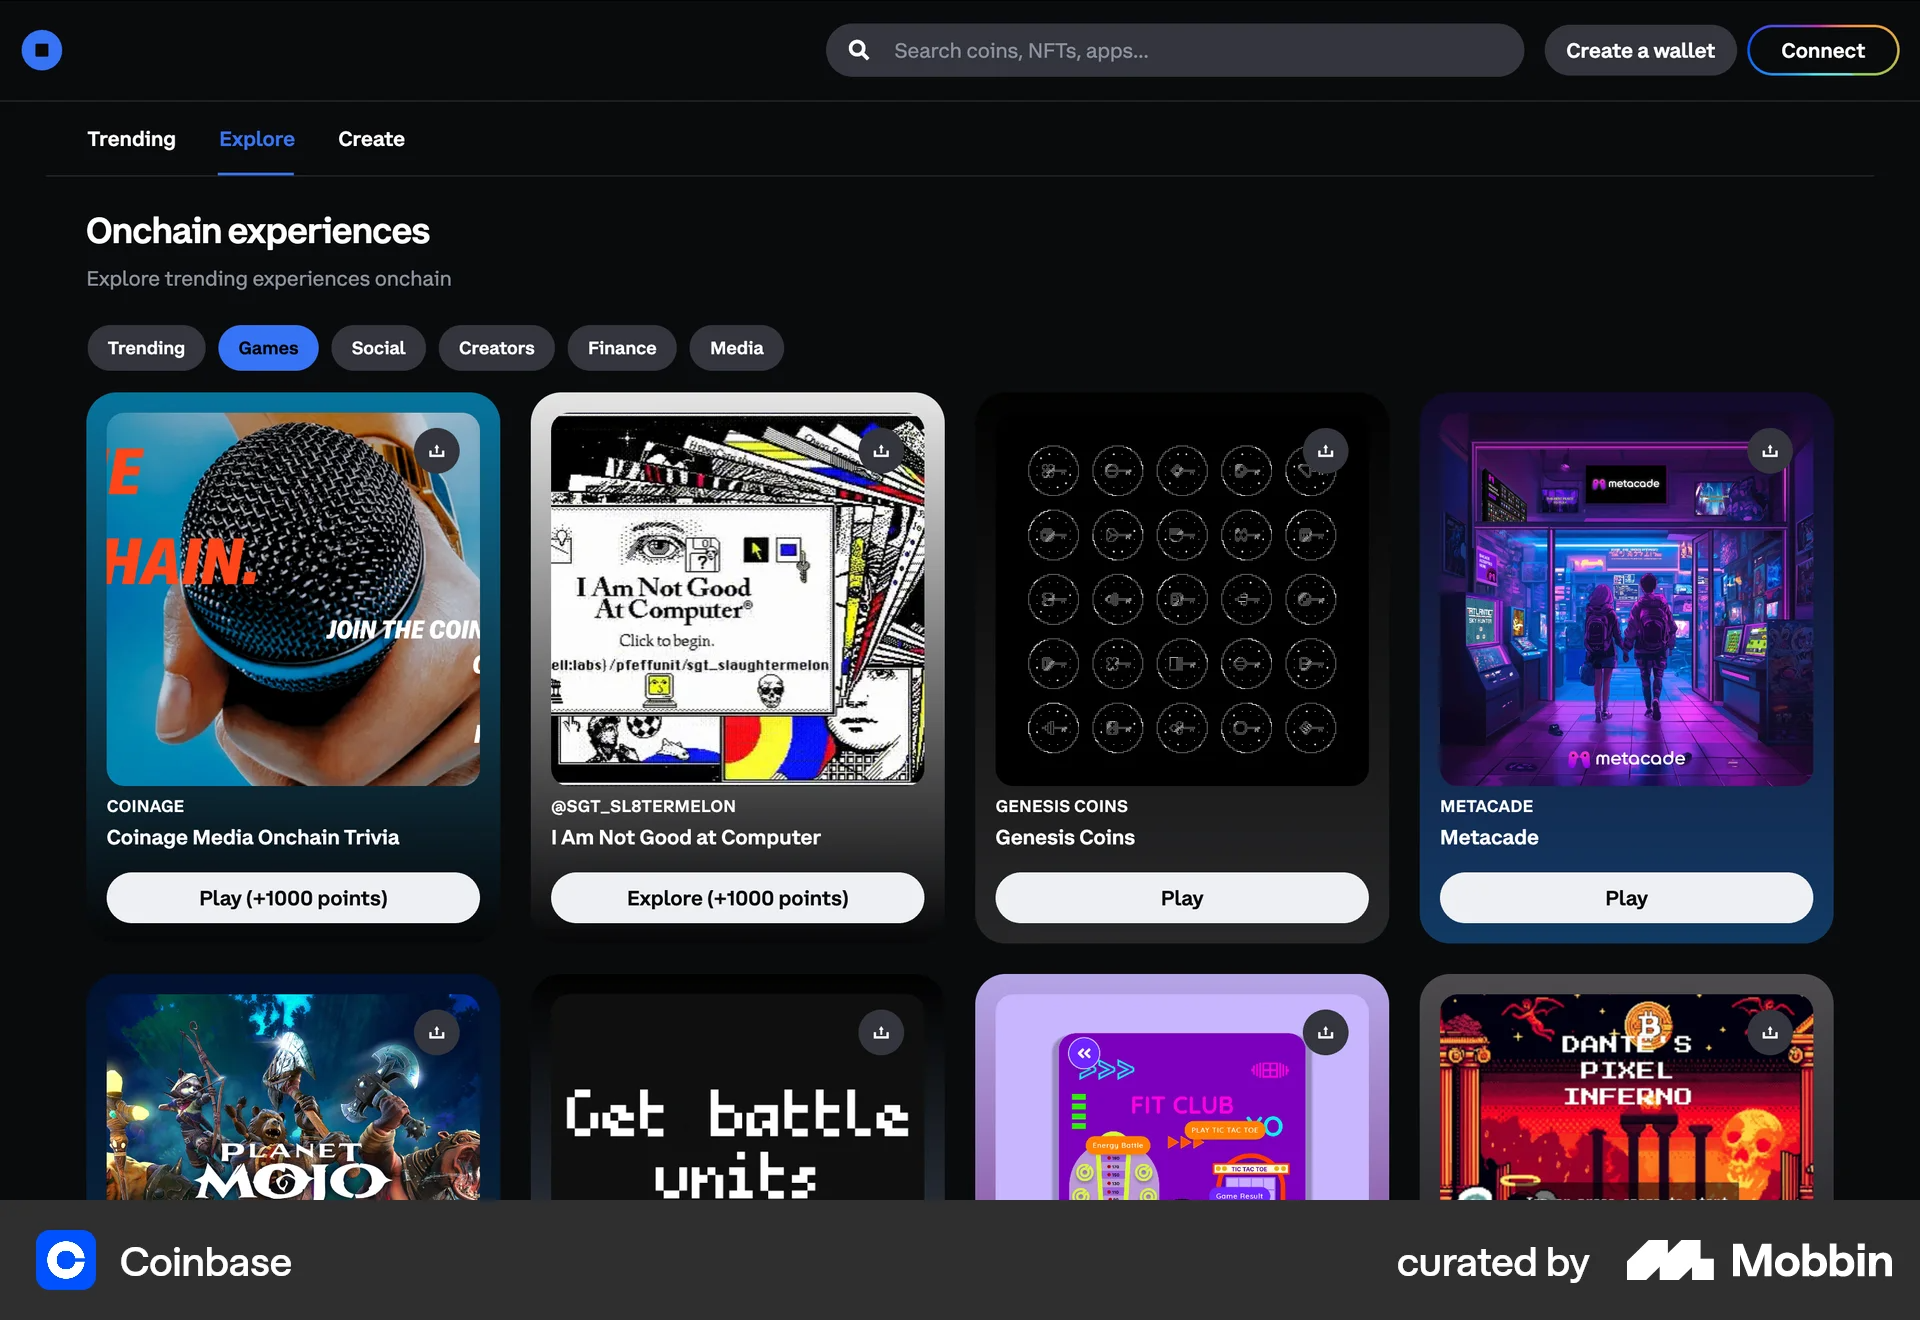 Search coins, NFTs, apps...
Create a wallet
Connect
Trending
Explore
Create
Onchain experiences
Explore trending experiences onchain
Trending
Games
Social
Creators
Finance
Media
E
HAIN.
JOIN THE COIN
I Am Not Good
At Computer®
Click to begin.
ell:labs)/pfeffunit/sgt_slaughtermelon
metacade
metacade
COINAGE
Coinage Media Onchain Trivia
Play (+1000 points)
@SGT_SL8TERMELON
I Am Not Good at Computer
Explore (+1000 points)
GENESIS COINS
Genesis Coins
Play
METACADE
Metacade
Play
PLANET
MOJO
Get battle
units
FIT CLUB
PLAY TIC TAC TOE
Energy Bottle
TIC TAC TOE
Game Result
DANTE'S
PIXEL
INFERNO
Coinbase
curated by
Mobbin